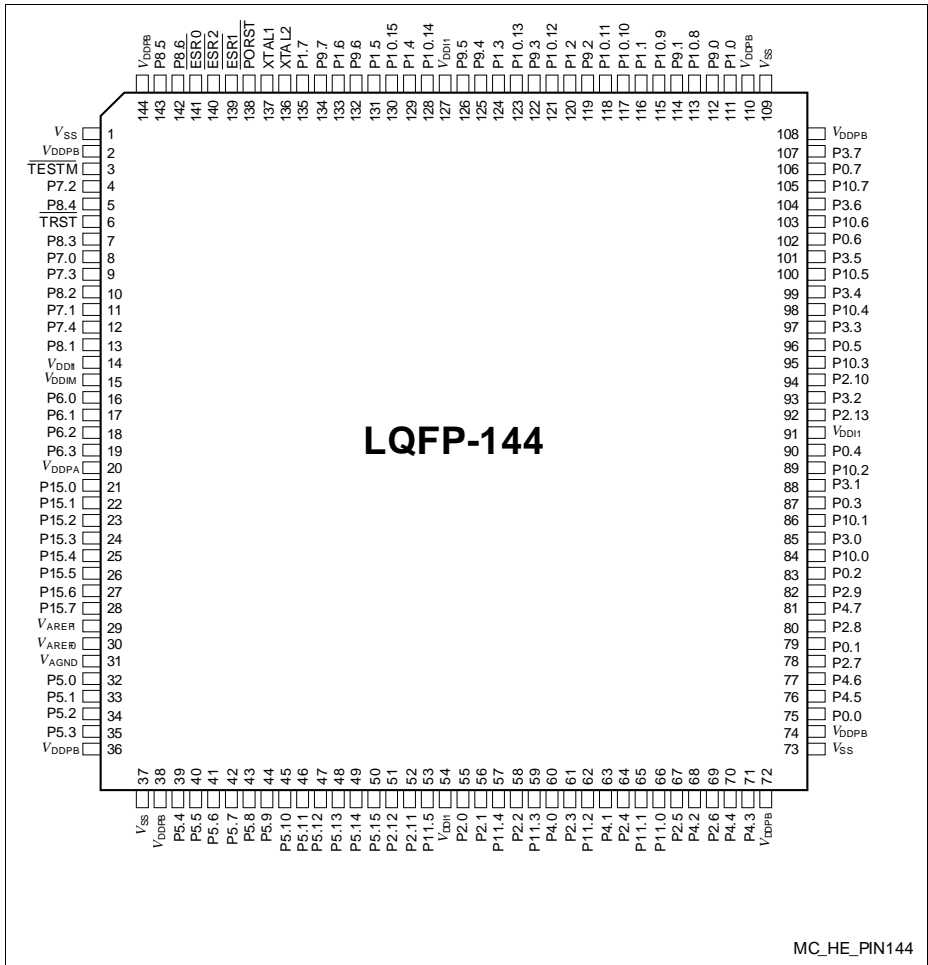 VDDPB P8.5 P8.6 ESR0 ESR2 ESR1 PORST XTAL1 XTAL2 P1.7 P9.7 P1.6 P9.6 P1.5 P10.15 P1.4 P10.14 VDDI1 P9.5 P9.4 P1.3 P10.13 P9.3 P10.12 P1.2 P9.2 P10.11 P10.10 P1.1 P10.9 P9.1 P10.8 P9.0 P1.0 VDDPB VSS
144 143 142 141 140 139 138 137 136 135 134 133 132 131 130 129 128 127 126 125 124 123 122 121 120 119 118 117 116 115 114 113 112 111 110 109
VSS 1
VDDPB 2
TESTM 3
P7.2 4
P8.4 5
TRST 6
P8.3 7
P7.0 8
P7.3 9
P8.2 10
P7.1 11
P7.4 12
P8.1 13
VDDI1 14
VDDIM 15
P6.0 16
P6.1 17
P6.2 18
P6.3 19
VDDPA 20
P15.0 21
P15.1 22
P15.2 23
P15.3 24
P15.4 25
P15.5 26
P15.6 27
P15.7 28
VAREF1 29
VAREF0 30
VAGND 31
P5.0 32
P5.1 33
P5.2 34
P5.3 35
VDDPB 36
LQFP-144
108 VDDPB
107 P3.7
106 P0.7
105 P10.7
104 P3.6
103 P10.6
102 P0.6
101 P3.5
100 P10.5
99 P3.4
98 P10.4
97 P3.3
96 P0.5
95 P10.3
94 P2.10
93 P3.2
92 P2.13
91 VDDI1
90 P0.4
89 P10.2
88 P3.1
87 P0.3
86 P10.1
85 P3.0
84 P10.0
83 P0.2
82 P2.9
81 P4.7
80 P2.8
79 P0.1
78 P2.7
77 P4.6
76 P4.5
75 P0.0
74 VDDPB
73 VSS
37 38 39 40 41 42 43 44 45 46 47 48 49 50 51 52 53 54 55 56 57 58 59 60 61 62 63 64 65 66 67 68 69 70 71 72
VSS VDDPB P5.4 P5.5 P5.6 P5.7 P5.8 P5.9 P5.10 P5.11 P5.12 P5.13 P5.14 P5.15 P2.12 P2.11 P11.5 VDDI1 P2.0 P2.1 P11.4 P2.2 P11.3 P4.0 P2.3 P11.2 P4.1 P2.4 P11.1 P11.0 P2.5 P4.2 P2.6 P4.4 P4.3 VDDPB
MC_HE_PIN144